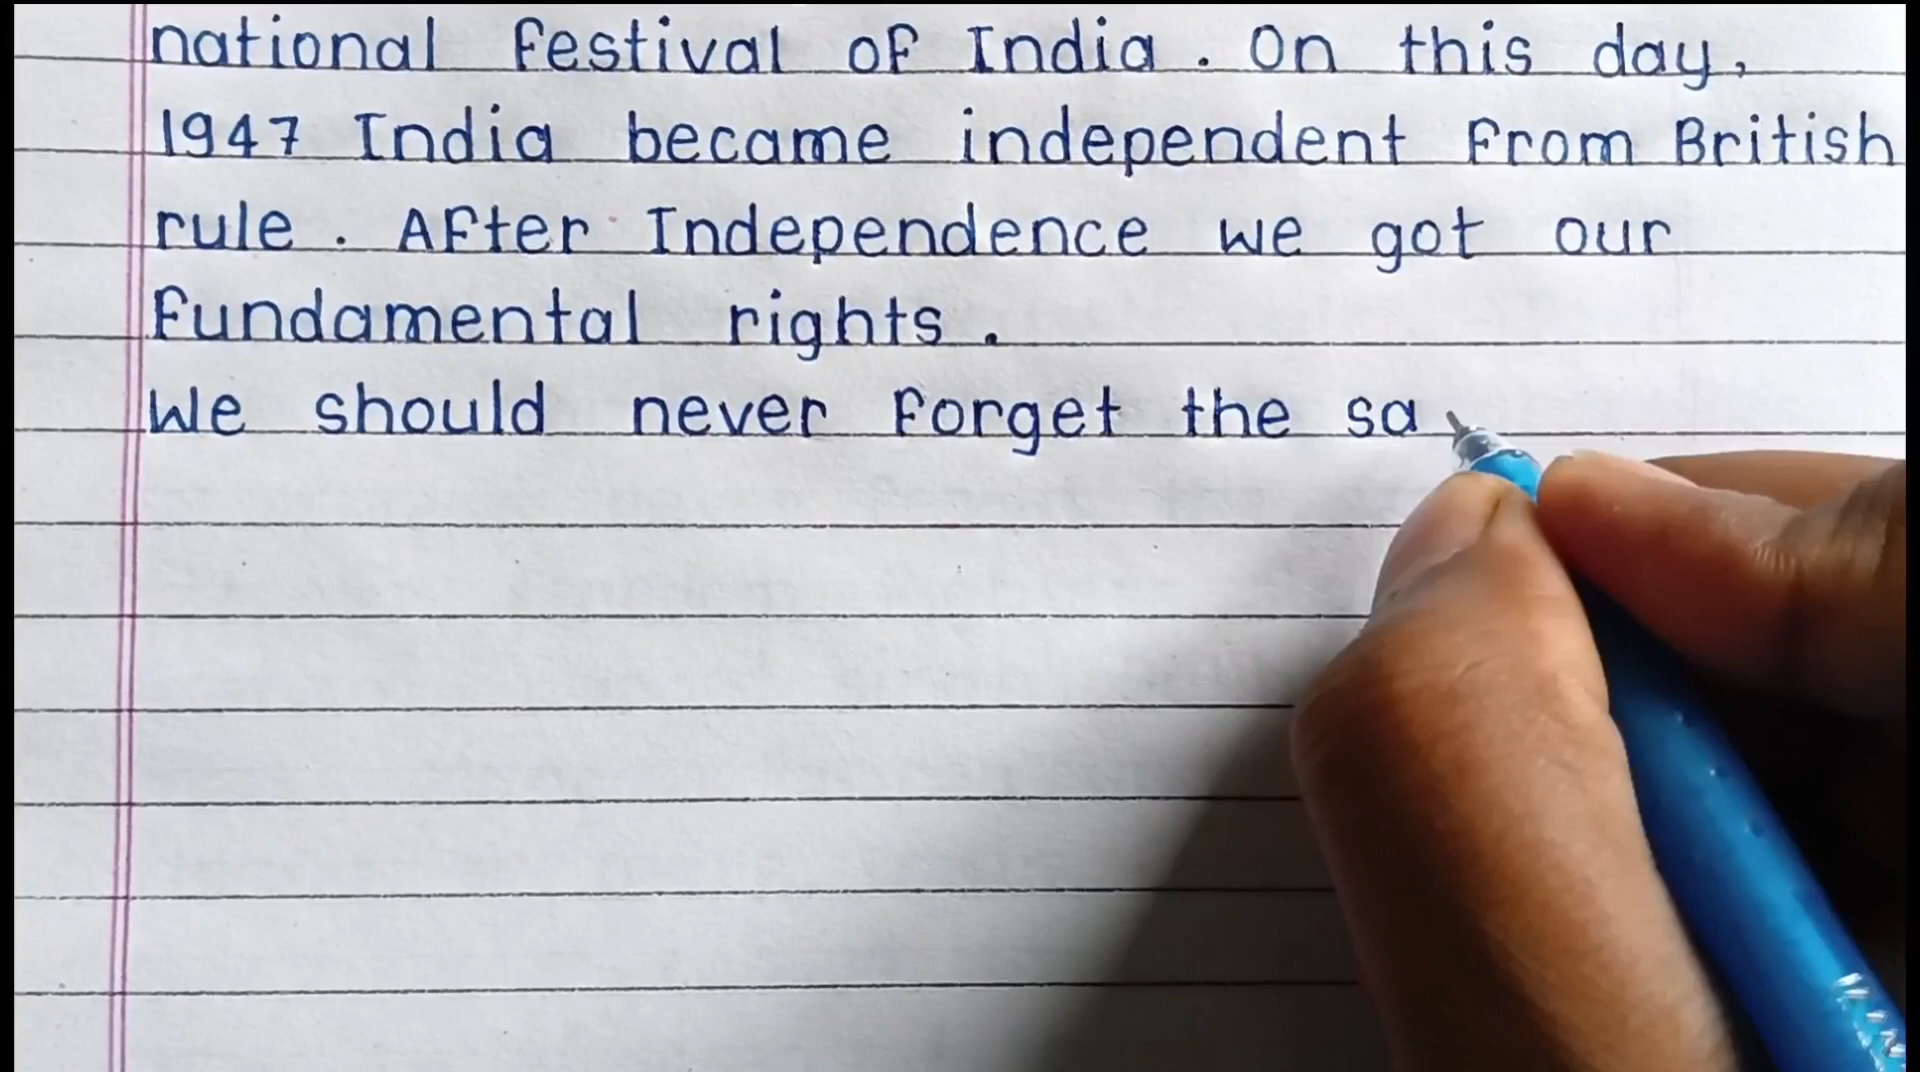 national festival of India. On this day,
1947 India became independent from British
rule. After Independence we got our
fundamental rights.
We should never forget the sa